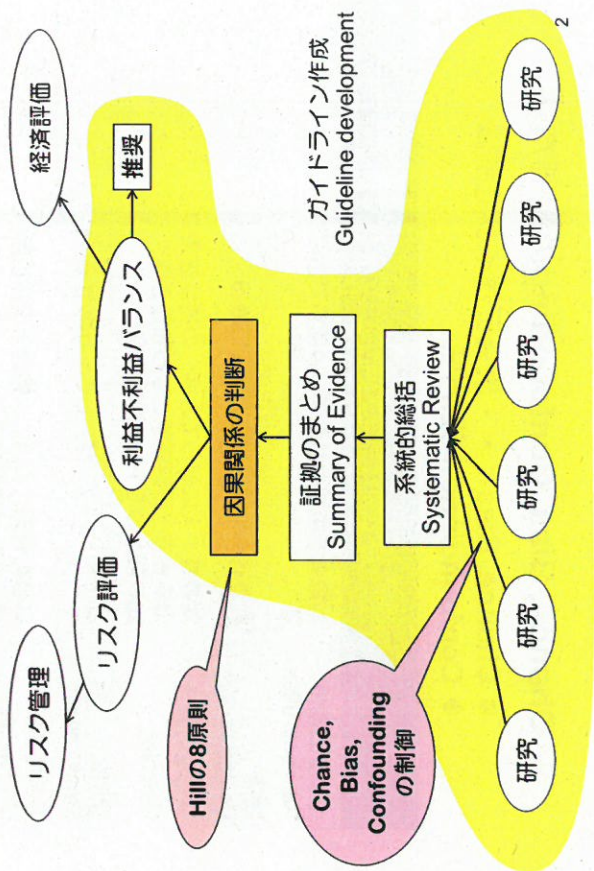 リスク管理
経済評価
リスク評価
利益不利益バランス
推奨
Hillの8原則
因果関係の判断
証拠のまとめ
Summary of Evidence
ガイドライン作成
Guideline development
系統的総括
Systematic Review
Chance,
Bias,
Confounding
の制御
研究
研究
研究
研究
研究
研究
2